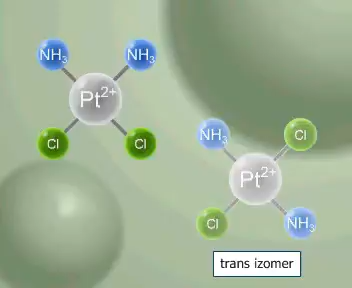 NH₃ NH₃
Pt²⁺
Cl Cl
NH₃ Cl
Pt²⁺
Cl NH₃
trans izomer